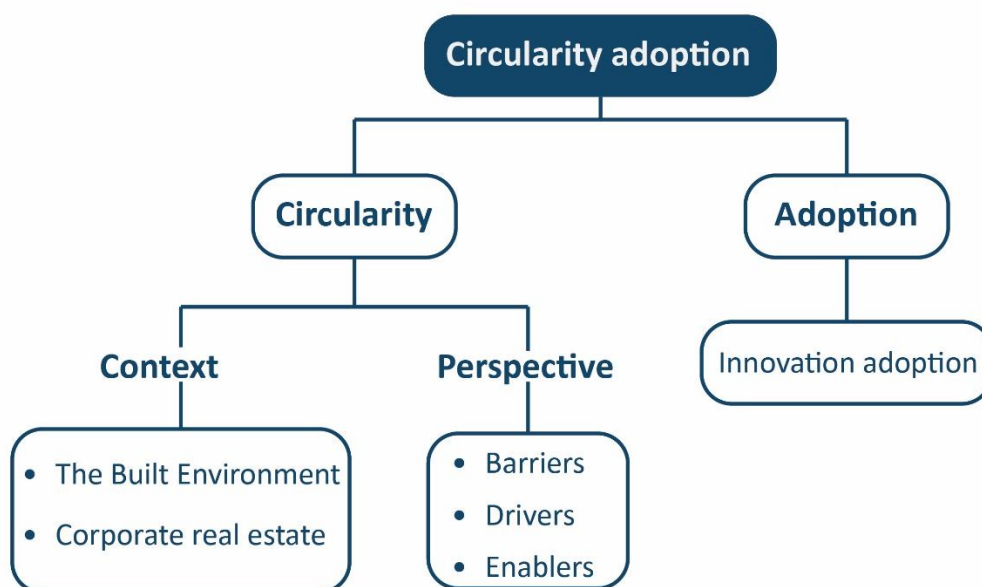 Circularity adoption
Circularity
Adoption
Context
Perspective
Innovation adoption
• The Built Environment
• Corporate real estate
• Barriers
• Drivers
• Enablers